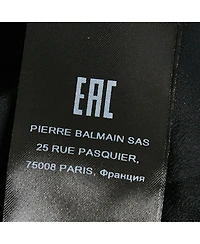 EAC
PIERRE BALMAIN SAS
25 RUE PASQUIER,
75008 PARIS, Франция